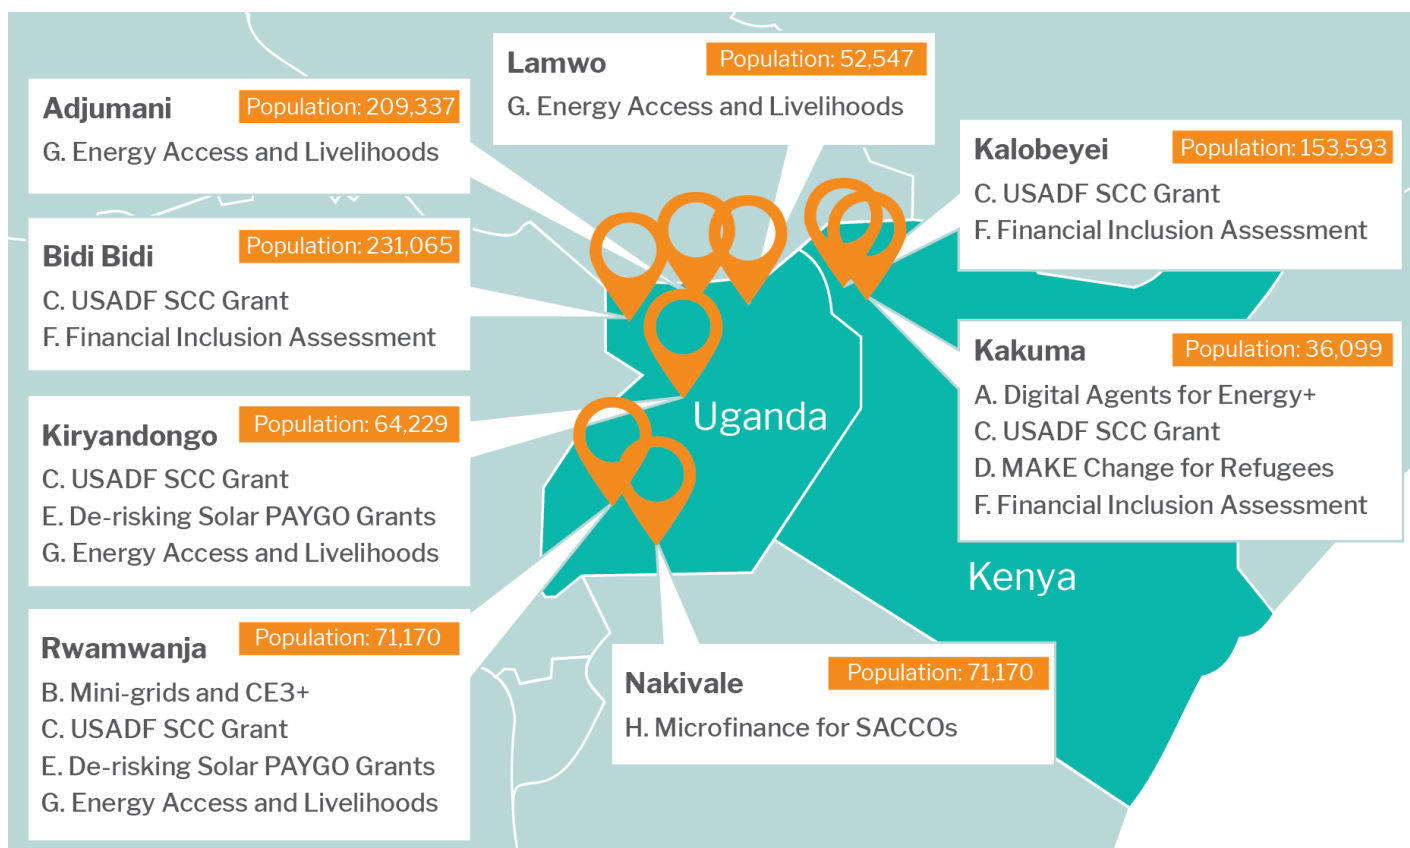 Lamwo
Population: 52,547
G. Energy Access and Livelihoods
Adjumani
Population: 209,337
G. Energy Access and Livelihoods
Kalobeyei
Population: 153,593
C. USADF SCC Grant
F. Financial Inclusion Assessment
Bidi Bidi
Population: 231,065
C. USADF SCC Grant
F. Financial Inclusion Assessment
Kakuma
Population: 36,099
A. Digital Agents for Energy+
C. USADF SCC Grant
D. MAKE Change for Refugees
F. Financial Inclusion Assessment
Uganda
Kiryandongo
Population: 64,229
C. USADF SCC Grant
E. De-risking Solar PAYGO Grants
G. Energy Access and Livelihoods
Kenya
Rwamwanja
Population: 71,170
B. Mini-grids and CE3+
C. USADF SCC Grant
E. De-risking Solar PAYGO Grants
G. Energy Access and Livelihoods
Nakivale
Population: 71,170
H. Microfinance for SACCOs